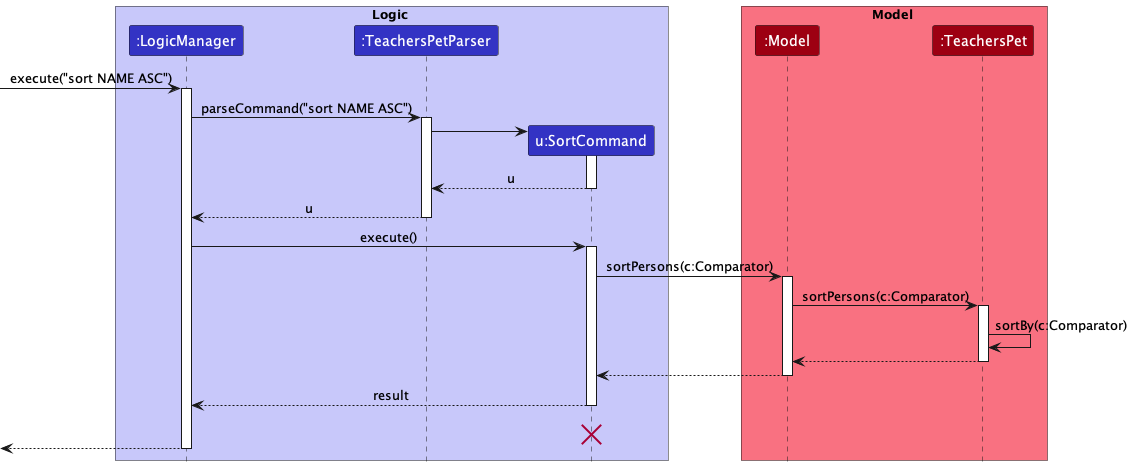 Logic
Model
:LogicManager
:TeachersPetParser
:Model
:TeachersPet
execute("sort NAME ASC")
parseCommand("sort NAME ASC")
u:SortCommand
u
u
execute()
sortPersons(c:Comparator)
sortPersons(c:Comparator)
sortBy(c:Comparator)
result